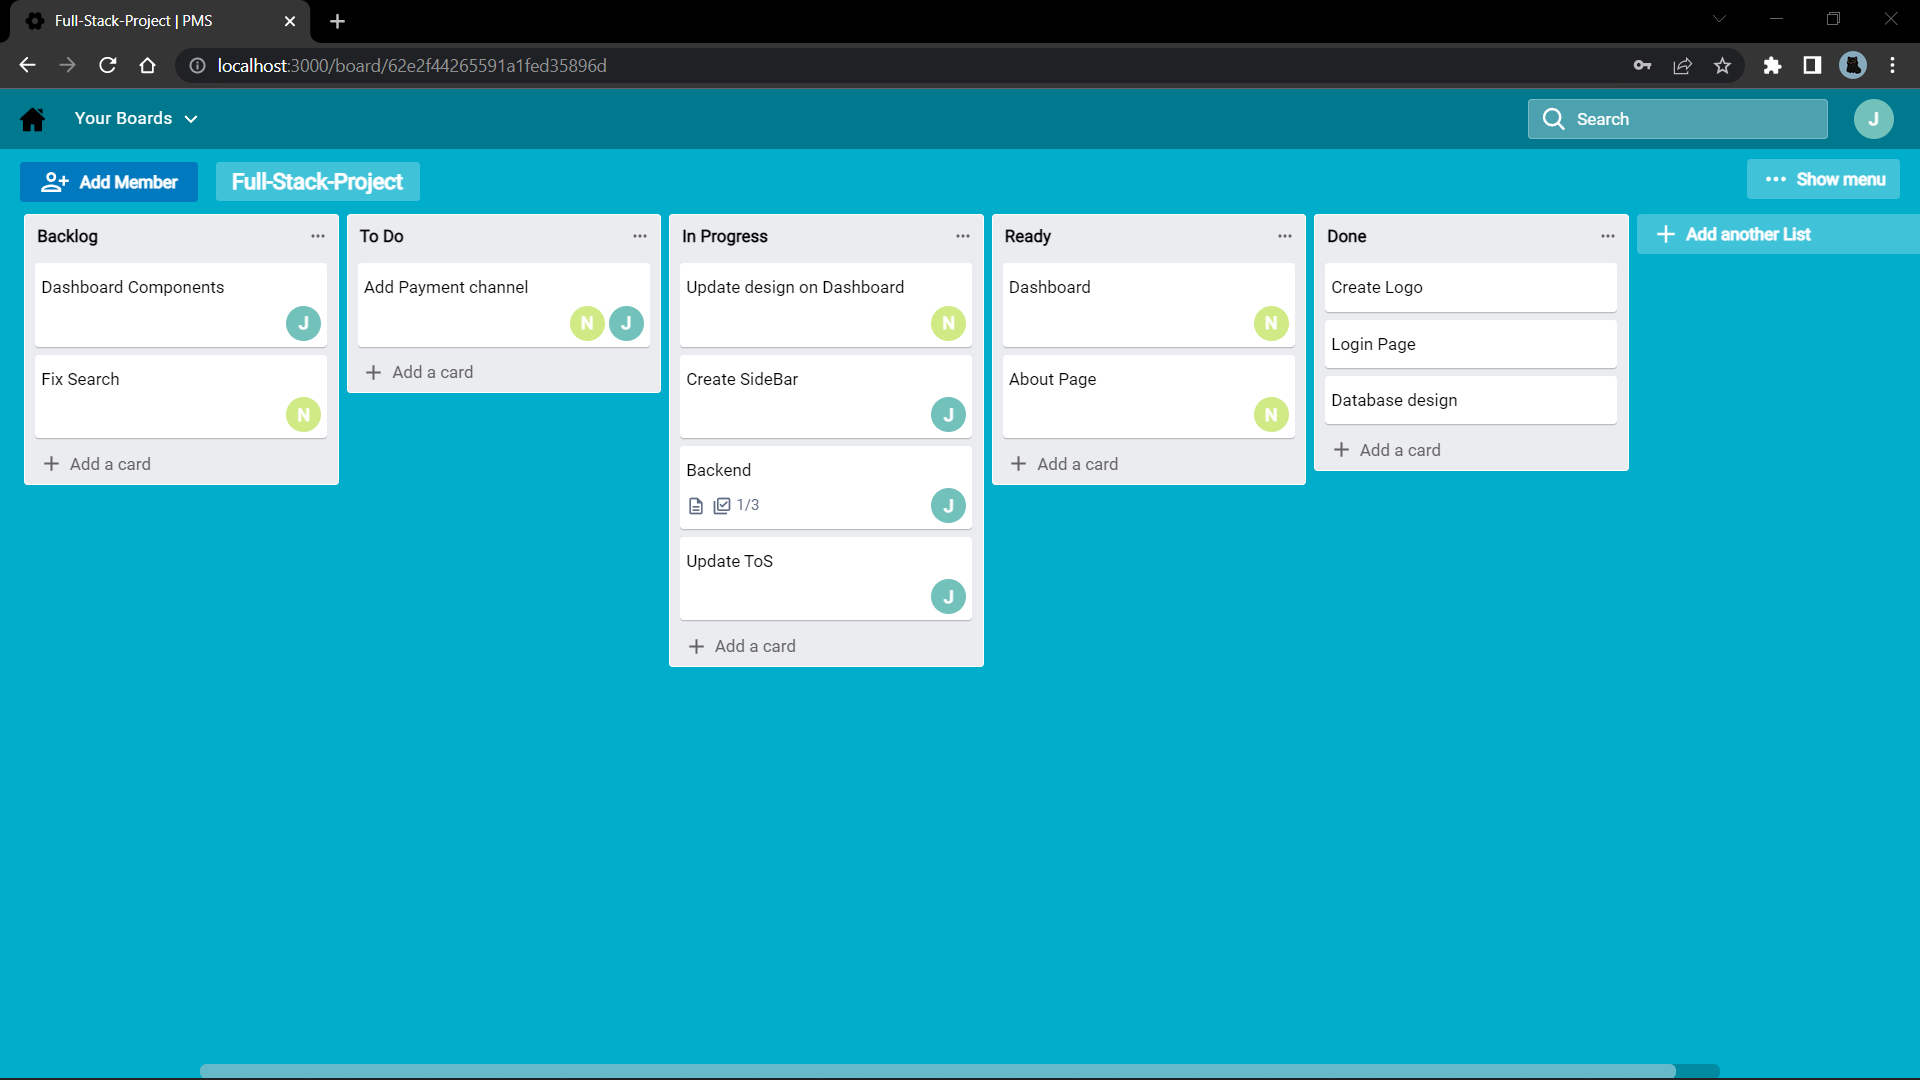 Full-Stack-Project | PMS
localhost:3000/board/62e2f44265591a1fed35896d
Your Boards
Search
J
Add Member
Full-Stack-Project
Show menu
Backlog
Dashboard Components
J
Fix Search
N
Add a card
To Do
Add Payment channel
N J
Add a card
In Progress
Update design on Dashboard
N
Create SideBar
J
Backend
1/3
J
Update ToS
J
Add a card
Ready
Dashboard
N
About Page
N
Add a card
Done
Create Logo
Login Page
Database design
Add a card
Add another List